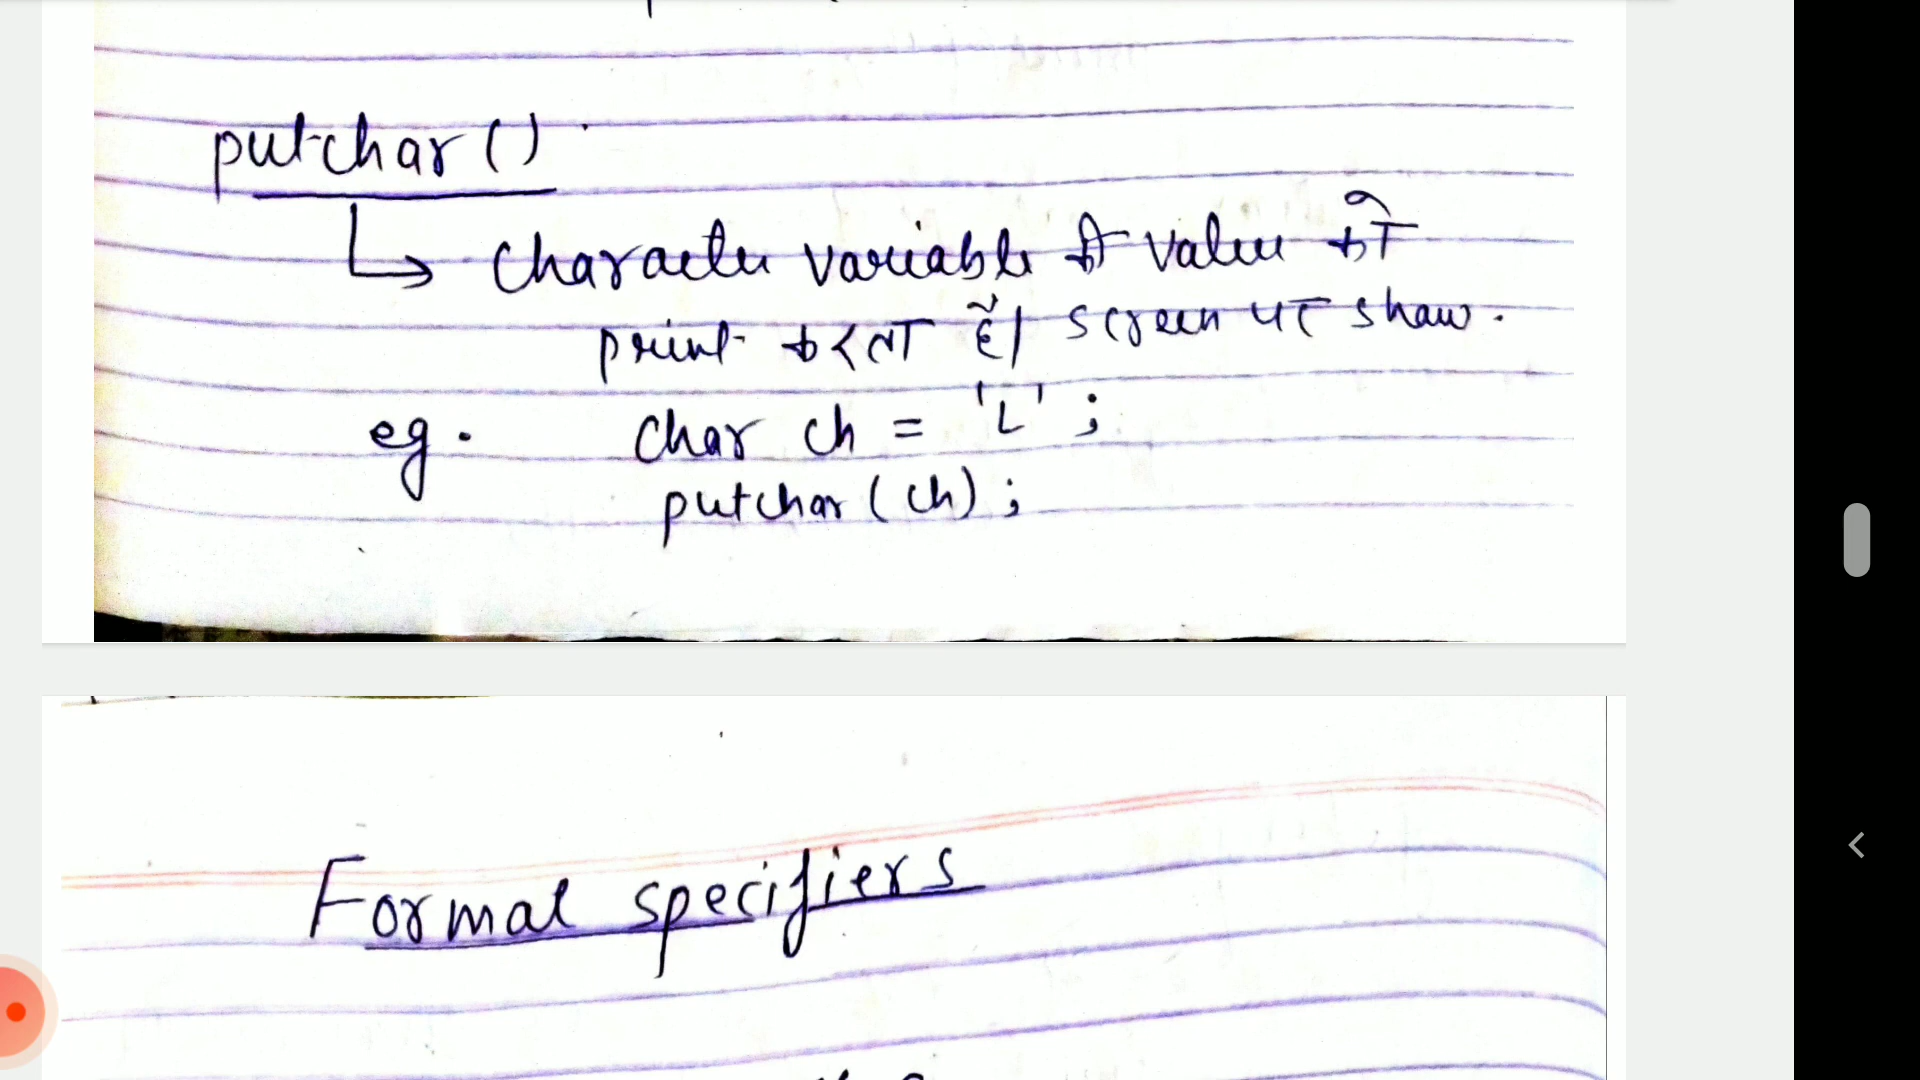 putchar()
character variable की value को
print करता है screen पर show.
eg. char ch = 'L';
putchar(ch);
Format specifiers